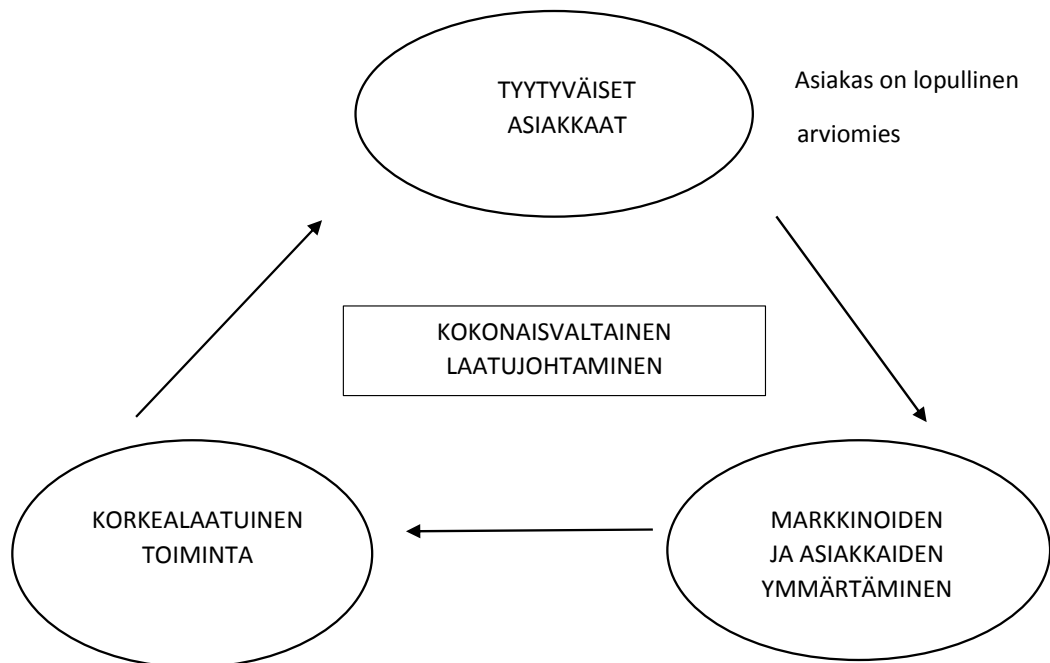 TYYTYVÄISET
ASIAKKAAT
Asiakas on lopullinen
arviomies
KOKONAISVALTAINEN
LAATUJOHTAMINEN
KORKEALAATUINEN
TOIMINTA
MARKKINOIDEN
JA ASIAKKAIDEN
YMMÄRTÄMINEN